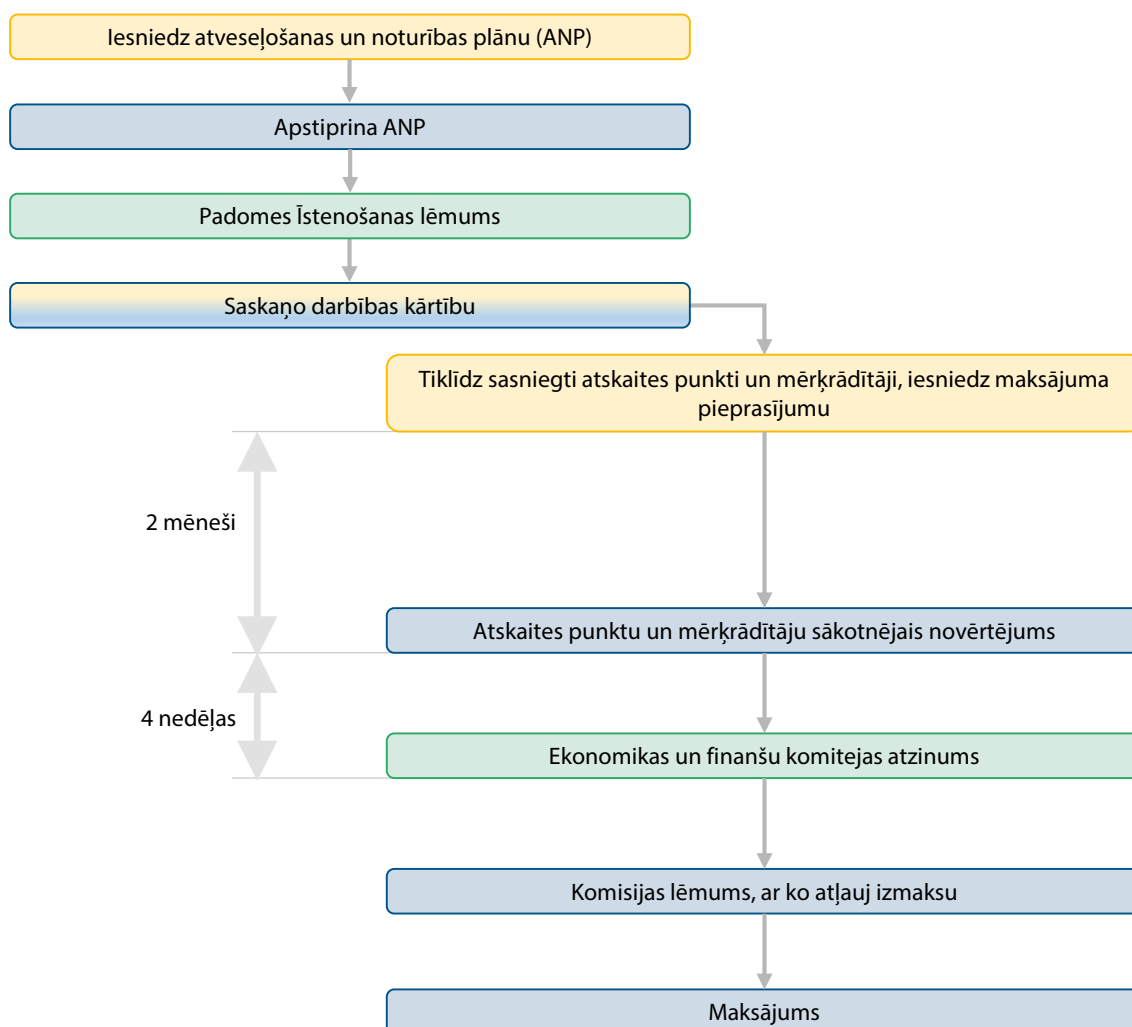 Iesniedz atveseļošanas un noturības plānu (ANP)
Apstiprina ANP
Padomes Īstenošanas lēmums
Saskaņo darbības kārtību
Tiklīdz sasniegti atskaites punkti un mērķrādītāji, iesniedz maksājuma
pieprasījumu
2 mēneši
Atskaites punktu un mērķrādītāju sākotnējais novērtējums
4 nedēļas
Ekonomikas un finanšu komitejas atzinums
Komisijas lēmums, ar ko atļauj izmaksu
Maksājums